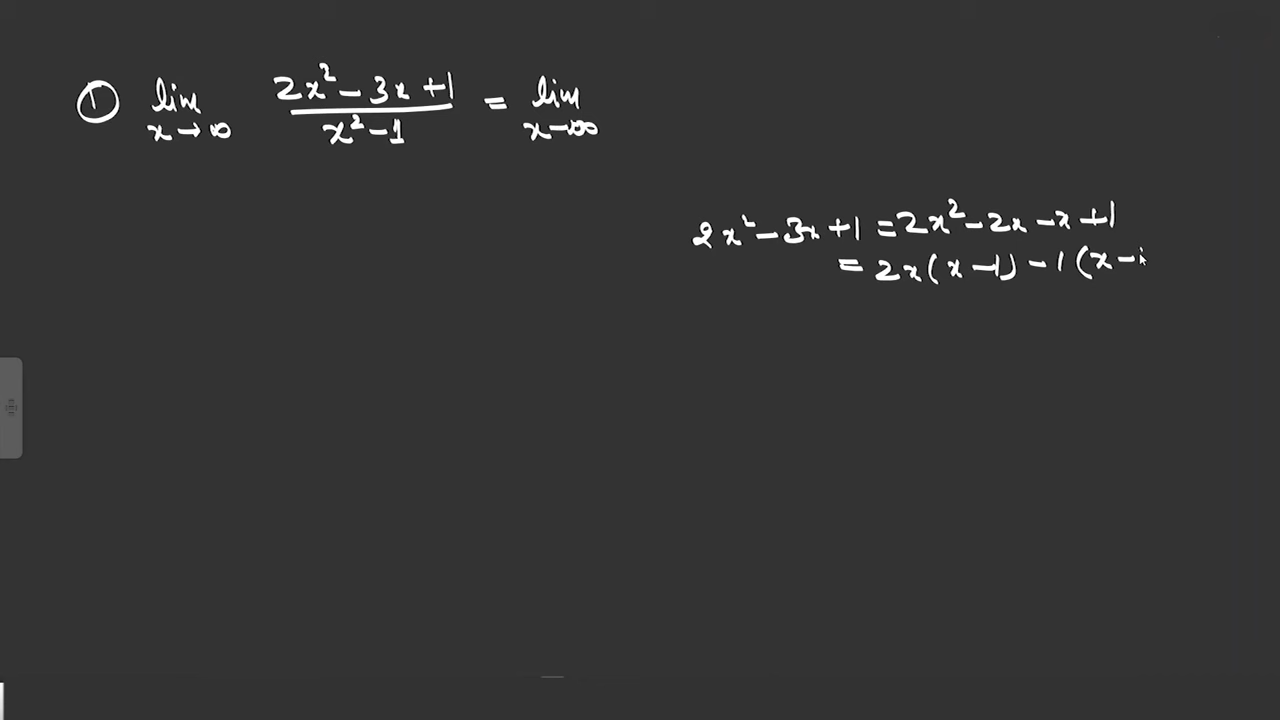 ① lim x→∞ (2x² - 3x + 1)/(x² - 1) = lim x→∞
2x² - 3x + 1 = 2x² - 2x - x + 1
= 2x(x - 1) - 1(x -